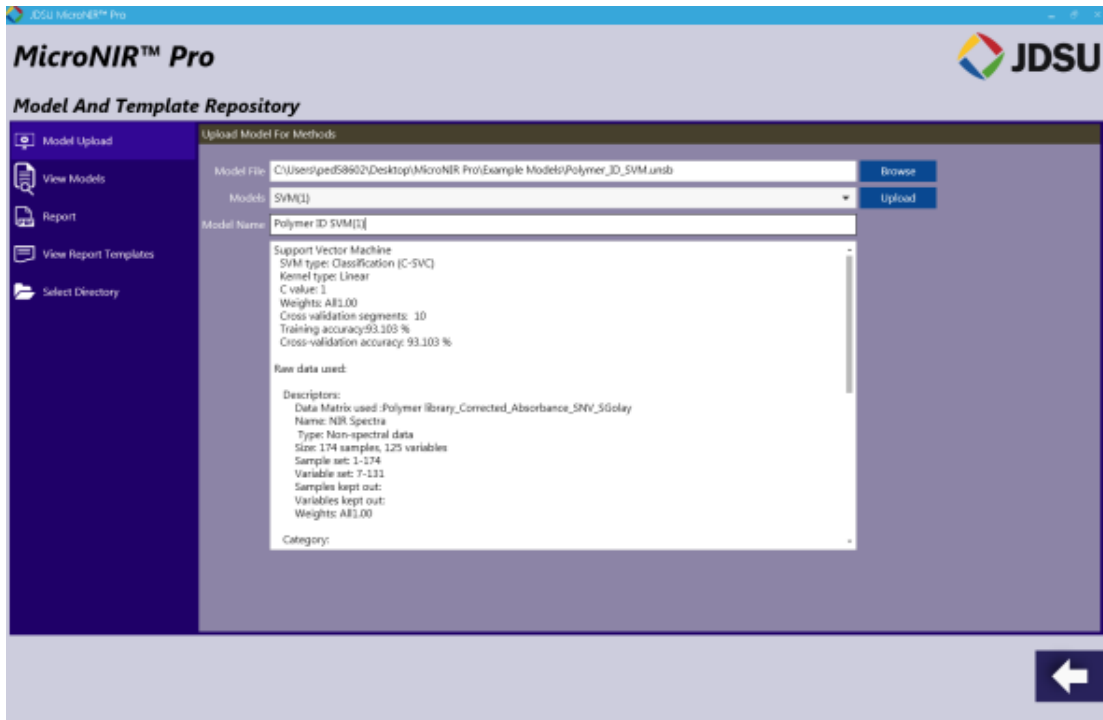 JDSU MicroNIR™ Pro
MicroNIR™ Pro
JDSU
Model And Template Repository
Model Upload
View Models
Report
View Report Templates
Select Directory
Upload Model For Methods
Model File C:\Users\ped58602\Desktop\MicroNIR Pro\Example Models\Polymer_ID_SVM.unsb Browse
Models SVM(1) Upload
Model Name Polymer ID SVM(1)
Support Vector Machine
SVM type: Classification (C-SVC)
Kernel type: Linear
C value: 1
Weights: All1.00
Cross validation segments: 10
Training accuracy:93.103 %
Cross-validation accuracy: 93.103 %
Raw data used:
Descriptors:
Data Matrix used :Polymer library_Corrected_Absorbance_SNV_SGolay
Name: NIR Spectra
Type: Non-spectral data
Size: 174 samples, 125 variables
Sample set: 1-174
Variable set: 7-131
Samples kept out:
Variables kept out:
Weights: All1.00
Category: